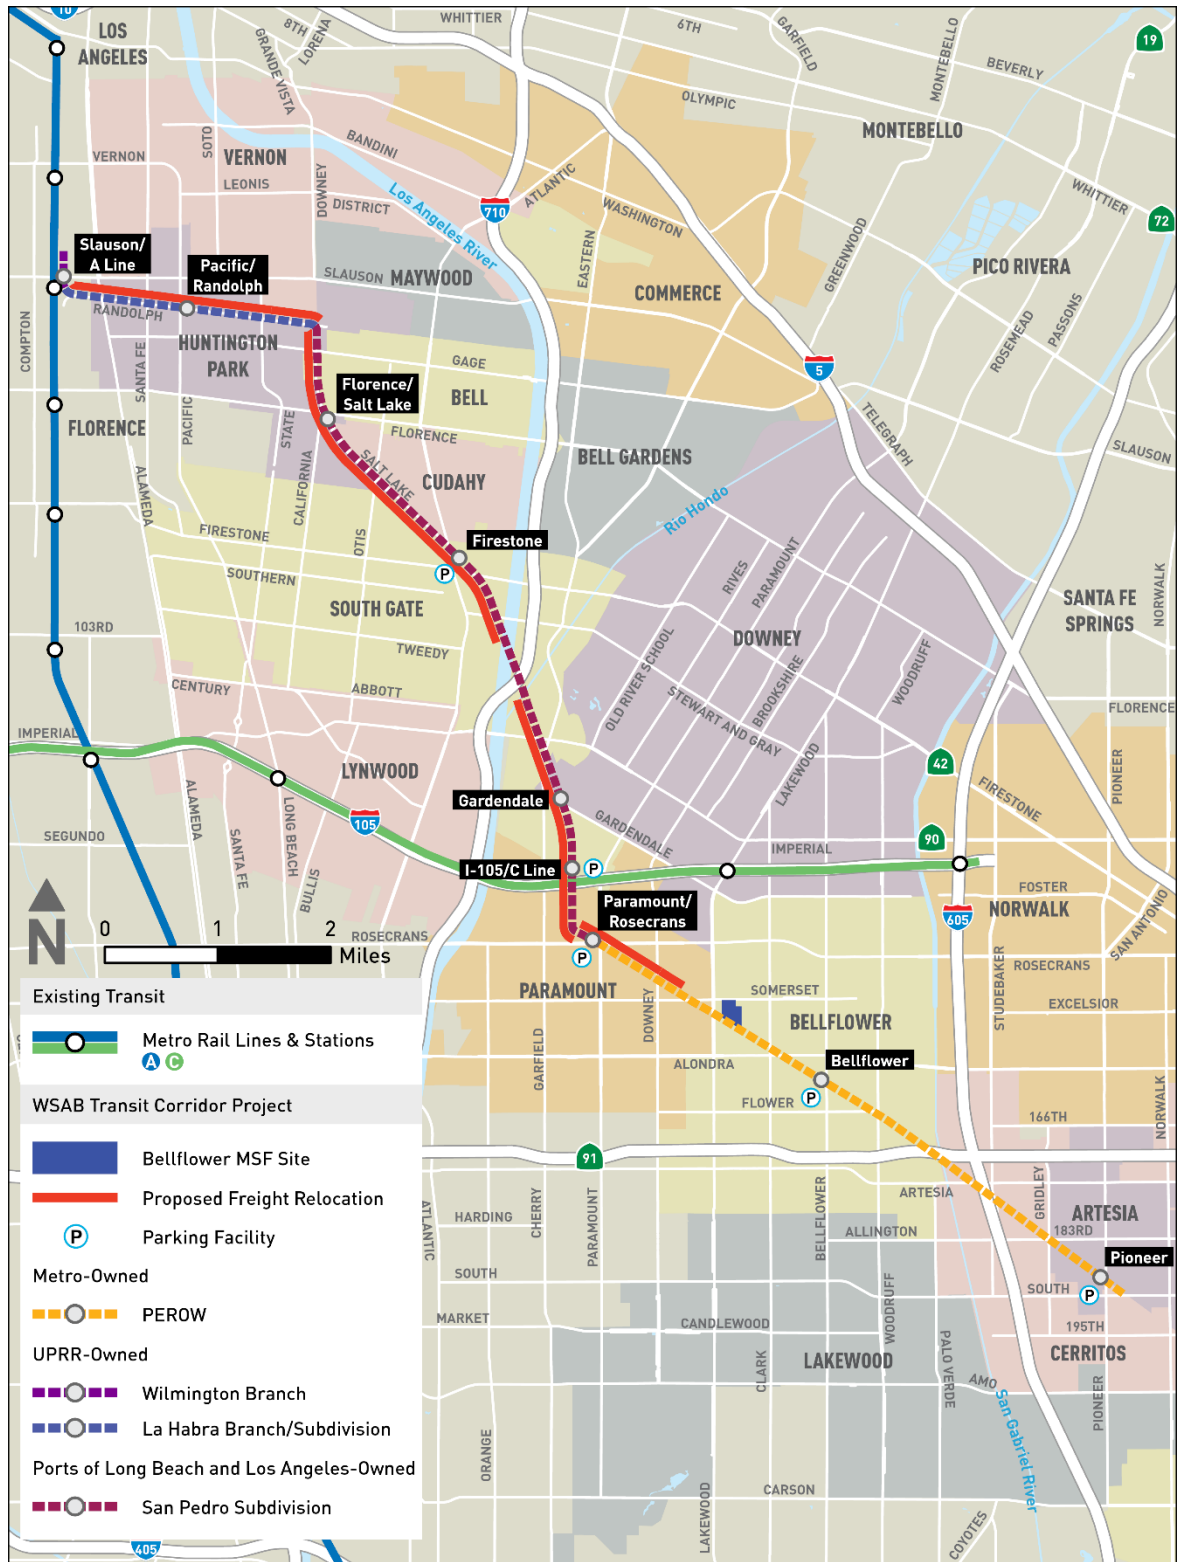 10
LOS
ANGELES
8TH
LORENA
GRANDE VISTA
WHITTIER
6TH
GARFIELD
MONTEBELLO
19
BEVERLY
OLYMPIC
MONTEBELLO
BANDINI
SOTO
VERNON
VERNON
LEONIS
DOWNEY
DISTRICT
Los Angeles River
710
ATLANTIC
WASHINGTON
WHITTIER
72
Slauson/
A Line
Pacific/
Randolph
SLAUSON
MAYWOOD
EASTERN
COMMERCE
GREENWOOD
PICO RIVERA
ROSEMEAD
PASSONS
COMPTON
RANDOLPH
HUNTINGTON
PARK
SANTA FE
PACIFIC
STATE
GAGE
BELL
5
Florence/
Salt Lake
FLORENCE
FLORENCE
CALIFORNIA
SALT LAKE
CUDAHY
BELL GARDENS
TELEGRAPH
SLAUSON
Rio Hondo
ALAMEDA
FIRESTONE
OTIS
Firestone
P
SOUTHERN
SOUTH GATE
TWEEDY
103RD
RIVES
PARAMOUNT
DOWNEY
OLD RIVER SCHOOL
BROOKSHIRE
STEWART AND GRAY
WOODRUFF
SANTA FE
SPRINGS
NORWALK
CENTURY
ABBOTT
FLORENCE
IMPERIAL
LYNWOOD
LAKEWOOD
42
FIRESTONE
PIONEER
Gardendale
GARDENDALE
105
SEGUNDO
ALAMEDA
SANTA FE
LONG BEACH
BULLIS
IMPERIAL
90
I-105/C Line
P
FOSTER
NORWALK
SAN ANTONIO
605
Paramount/
Rosecrans
P
ROSECRANS
ROSECRANS
N
0
1
2
Miles
PARAMOUNT
SOMERSET
BELLFLOWER
STUDEBAKER
EXCELSIOR
GARFIELD
DOWNEY
ALONDRA
Bellflower
P
FLOWER
166TH
NORWALK
91
ATLANTIC
HARDING
CHERRY
PARAMOUNT
BELLFLOWER
ARTESIA
ALLINGTON
GRIDLEY
ARTESIA
183RD
Pioneer
P
SOUTH
SOUTH
MARKET
CANDLEWOOD
WOODRUFF
195TH
CERRITOS
LAKEWOOD
CLARK
PALO VERDE
AMO
PIONEER
San Gabriel River
ORANGE
LAKEWOOD
CARSON
COYOTES
405
Existing Transit
Metro Rail Lines & Stations
A C
WSAB Transit Corridor Project
Bellflower MSF Site
Proposed Freight Relocation
P Parking Facility
Metro-Owned
PEROW
UPRR-Owned
Wilmington Branch
La Habra Branch/Subdivision
Ports of Long Beach and Los Angeles-Owned
San Pedro Subdivision